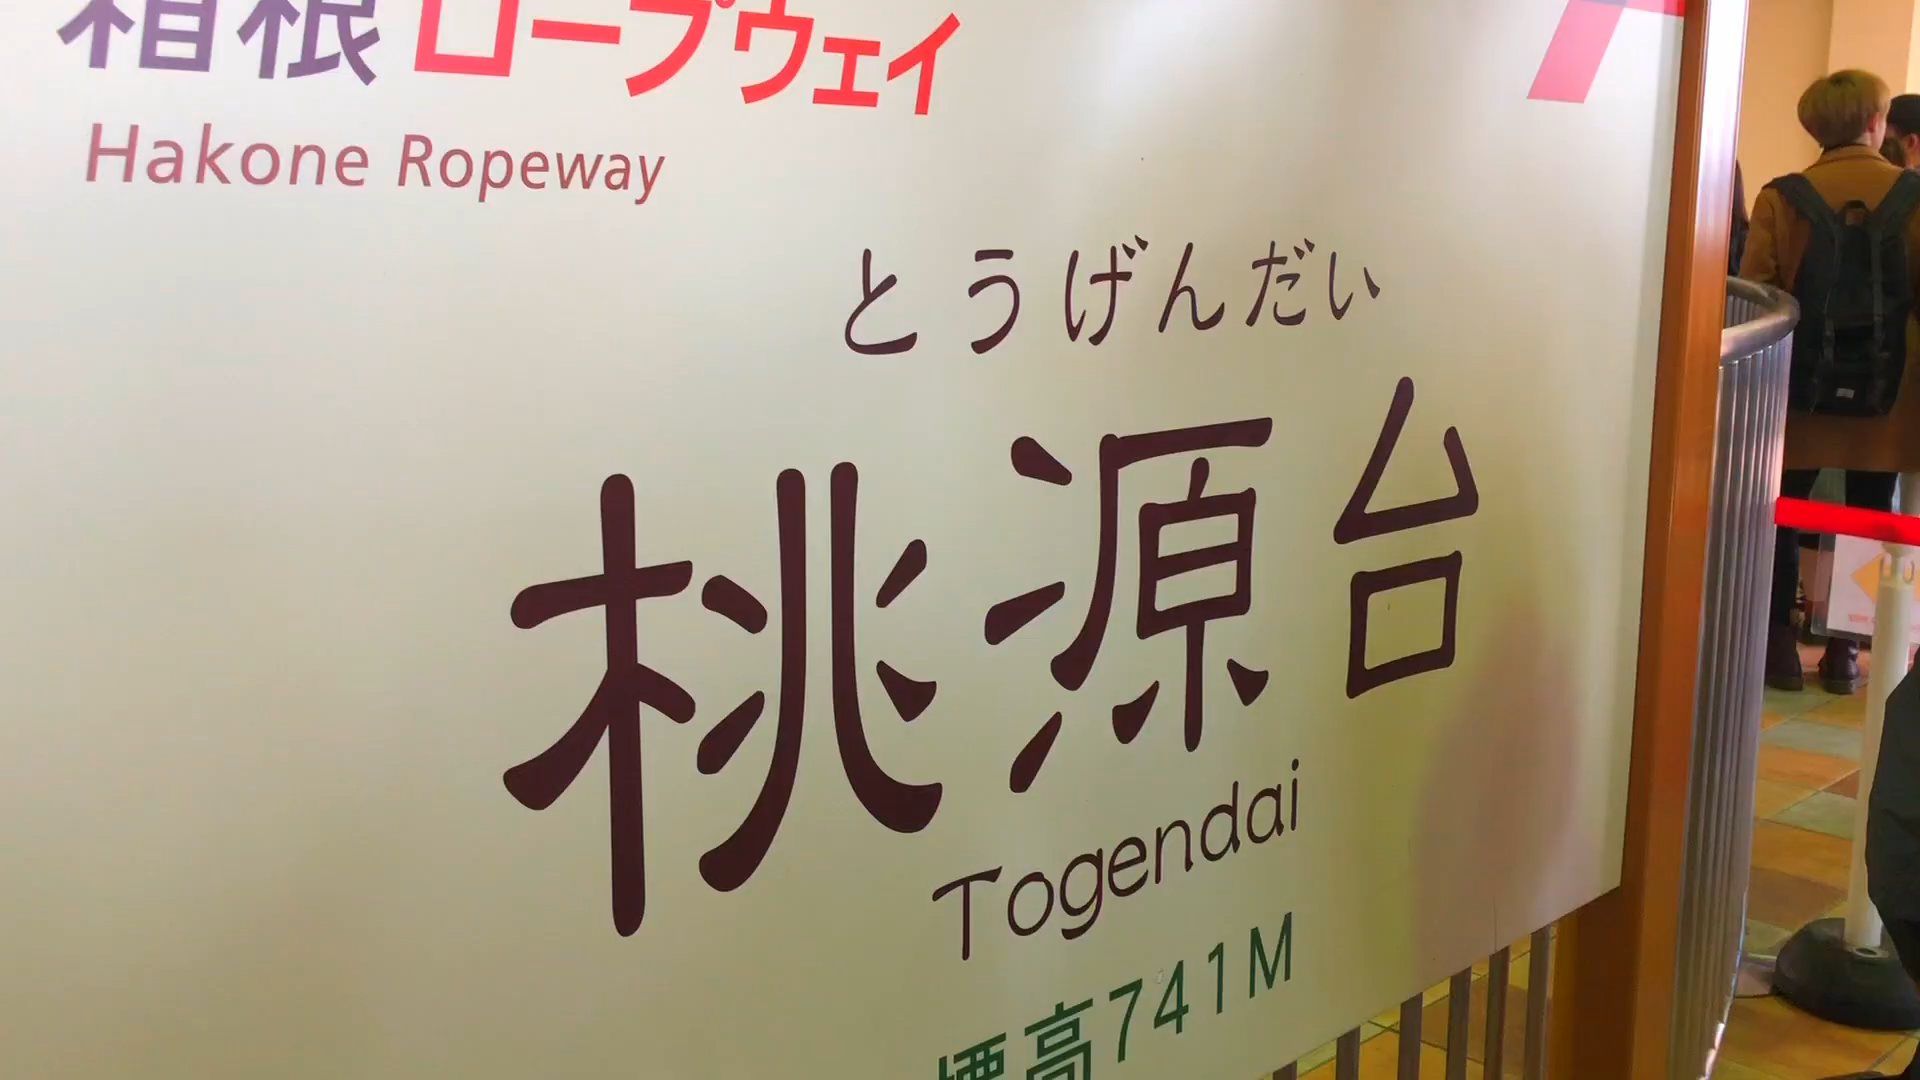 箱根ロープウェイ
Hakone Ropeway
とうげんだい
桃源台
Togendai
標高741M